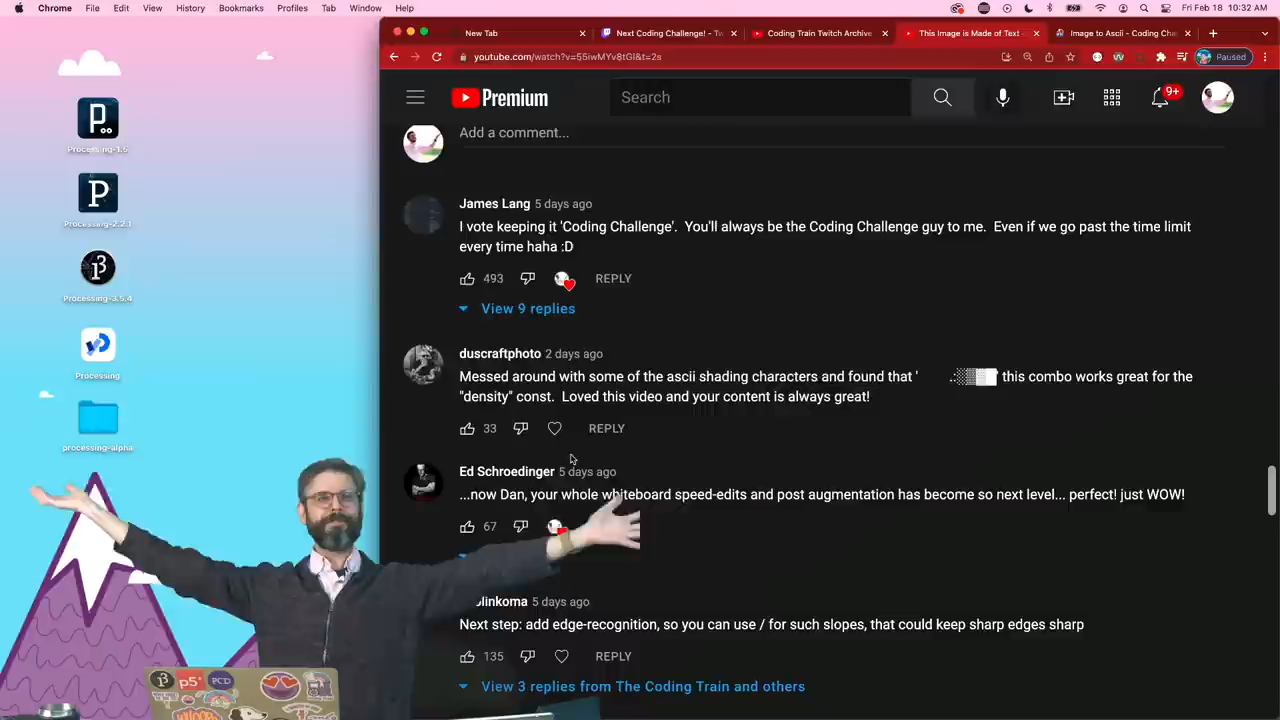 Chrome File Edit View History Bookmarks Profiles Tab Window Help
Fri Feb 18 10:32 AM
New Tab
Next Coding Challenge! - Tw
Coding Train Twitch Archive
This Image is Made of Text -
Image to Ascii - Coding Cha
youtube.com/watch?v=55iwMYv8tGI&t=2s
Paused
Premium
Search
9+
Add a comment...
James Lang 5 days ago
I vote keeping it 'Coding Challenge'. You'll always be the Coding Challenge guy to me. Even if we go past the time limit
every time haha :D
493 REPLY
View 9 replies
duscraftphoto 2 days ago
Messed around with some of the ascii shading characters and found that ' .:░▒▓█' this combo works great for the
"density" const. Loved this video and your content is always great!
33 REPLY
Ed Schroedinger 5 days ago
...now Dan, your whole whiteboard speed-edits and post augmentation has become so next level... perfect! just WOW!
67
5 days ago
Next step: add edge-recognition, so you can use / for such slopes, that could keep sharp edges sharp
135 REPLY
View 3 replies from The Coding Train and others
P
Processing-1.5
P
Processing-2.2.1
Processing-3.5.4
Processing
processing-alpha
p5*
PCD